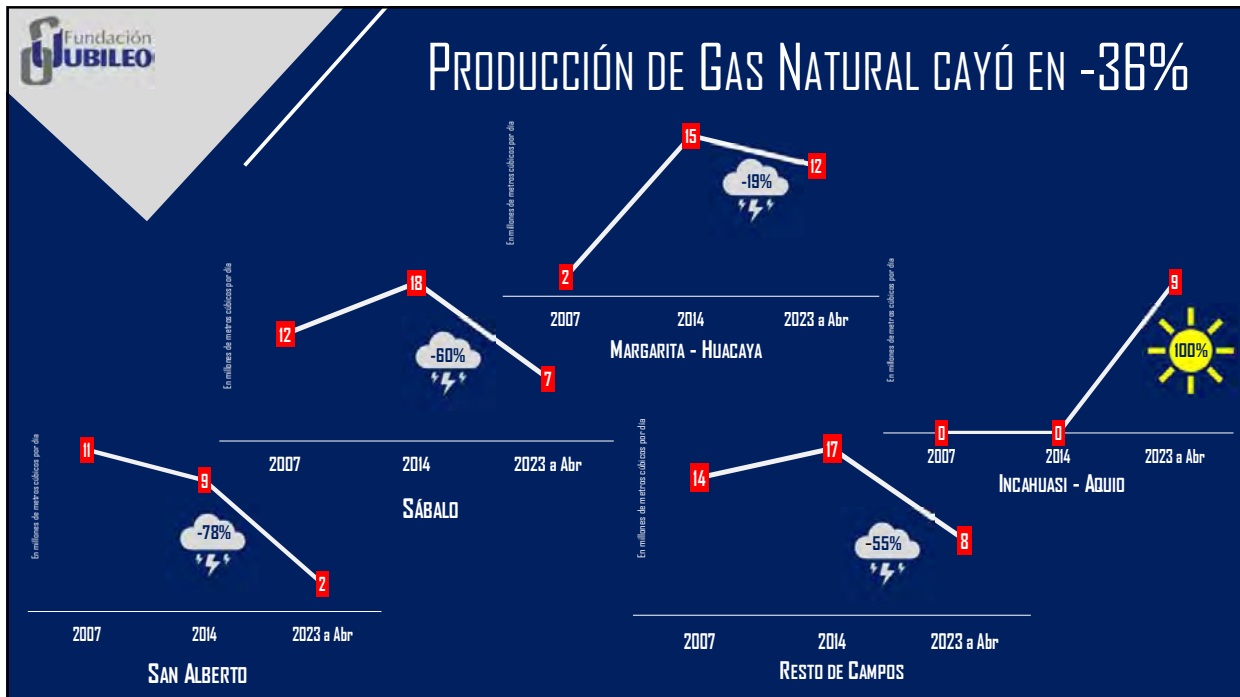 Fundación
JUBILEO
PRODUCCIÓN DE GAS NATURAL CAYÓ EN -36%
En millones de metros cúbicos por día
15
12
-19%
2
2007
2014
2023 a Abr
MARGARITA - HUACAYA
En millones de metros cúbicos por día
18
12
-60%
7
2007
2014
2023 a Abr
SÁBALO
En millones de metros cúbicos por día
9
100%
0
0
2007
2014
2023 a Abr
INCAHUASI - AQUIO
En millones de metros cúbicos por día
11
9
-78%
2
2007
2014
2023 a Abr
SAN ALBERTO
En millones de metros cúbicos por día
14
17
-55%
8
2007
2014
2023 a Abr
RESTO DE CAMPOS